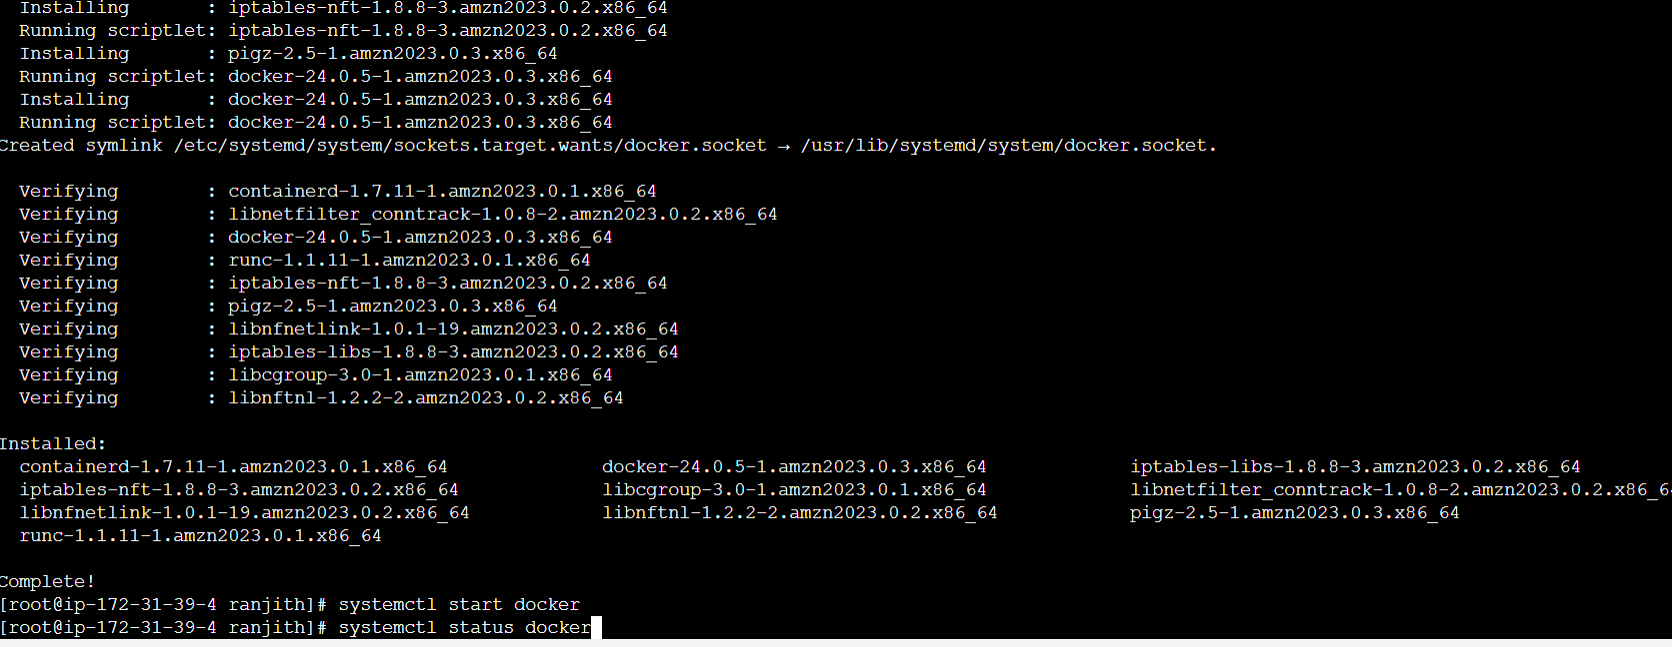 Installing : iptables-nft-1.8.8-3.amzn2023.0.2.x86_64
Running scriptlet: iptables-nft-1.8.8-3.amzn2023.0.2.x86_64
Installing : pigz-2.5-1.amzn2023.0.3.x86_64
Running scriptlet: docker-24.0.5-1.amzn2023.0.3.x86_64
Installing : docker-24.0.5-1.amzn2023.0.3.x86_64
Running scriptlet: docker-24.0.5-1.amzn2023.0.3.x86_64
Created symlink /etc/systemd/system/sockets.target.wants/docker.socket → /usr/lib/systemd/system/docker.socket.
Verifying : containerd-1.7.11-1.amzn2023.0.1.x86_64
Verifying : libnetfilter_conntrack-1.0.8-2.amzn2023.0.2.x86_64
Verifying : docker-24.0.5-1.amzn2023.0.3.x86_64
Verifying : runc-1.1.11-1.amzn2023.0.1.x86_64
Verifying : iptables-nft-1.8.8-3.amzn2023.0.2.x86_64
Verifying : pigz-2.5-1.amzn2023.0.3.x86_64
Verifying : libnfnetlink-1.0.1-19.amzn2023.0.2.x86_64
Verifying : iptables-libs-1.8.8-3.amzn2023.0.2.x86_64
Verifying : libcgroup-3.0-1.amzn2023.0.1.x86_64
Verifying : libnftnl-1.2.2-2.amzn2023.0.2.x86_64
Installed:
containerd-1.7.11-1.amzn2023.0.1.x86_64 docker-24.0.5-1.amzn2023.0.3.x86_64 iptables-libs-1.8.8-3.amzn2023.0.2.x86_64
iptables-nft-1.8.8-3.amzn2023.0.2.x86_64 libcgroup-3.0-1.amzn2023.0.1.x86_64 libnetfilter_conntrack-1.0.8-2.amzn2023.0.2.x86_6
libnfnetlink-1.0.1-19.amzn2023.0.2.x86_64 libnftnl-1.2.2-2.amzn2023.0.2.x86_64 pigz-2.5-1.amzn2023.0.3.x86_64
runc-1.1.11-1.amzn2023.0.1.x86_64
Complete!
[root@ip-172-31-39-4 ranjith]# systemctl start docker
[root@ip-172-31-39-4 ranjith]# systemctl status docker